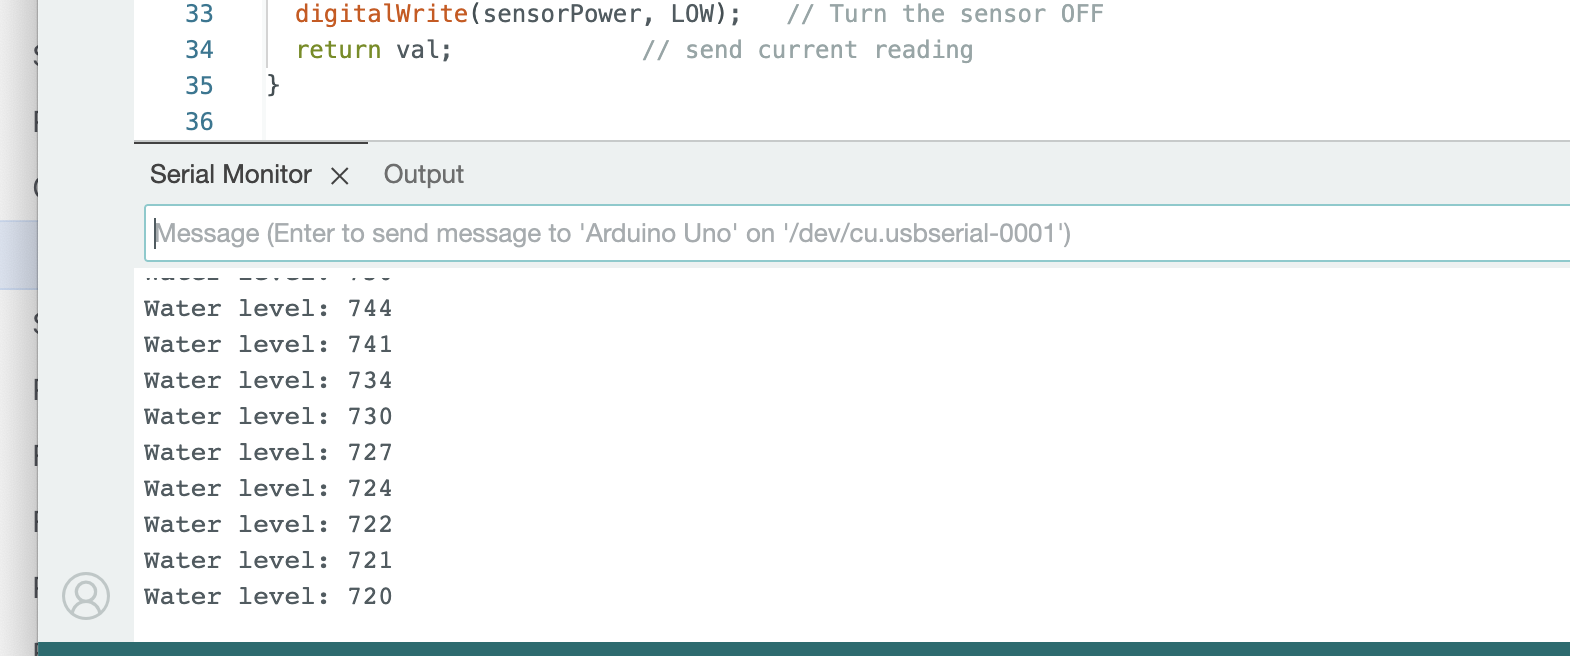 33 digitalWrite(sensorPower, LOW); // Turn the sensor OFF
34 return val; // send current reading
35 }
36
Serial Monitor Output
Message (Enter to send message to 'Arduino Uno' on '/dev/cu.usbserial-0001')
Water level: 744
Water level: 741
Water level: 734
Water level: 730
Water level: 727
Water level: 724
Water level: 722
Water level: 721
Water level: 720